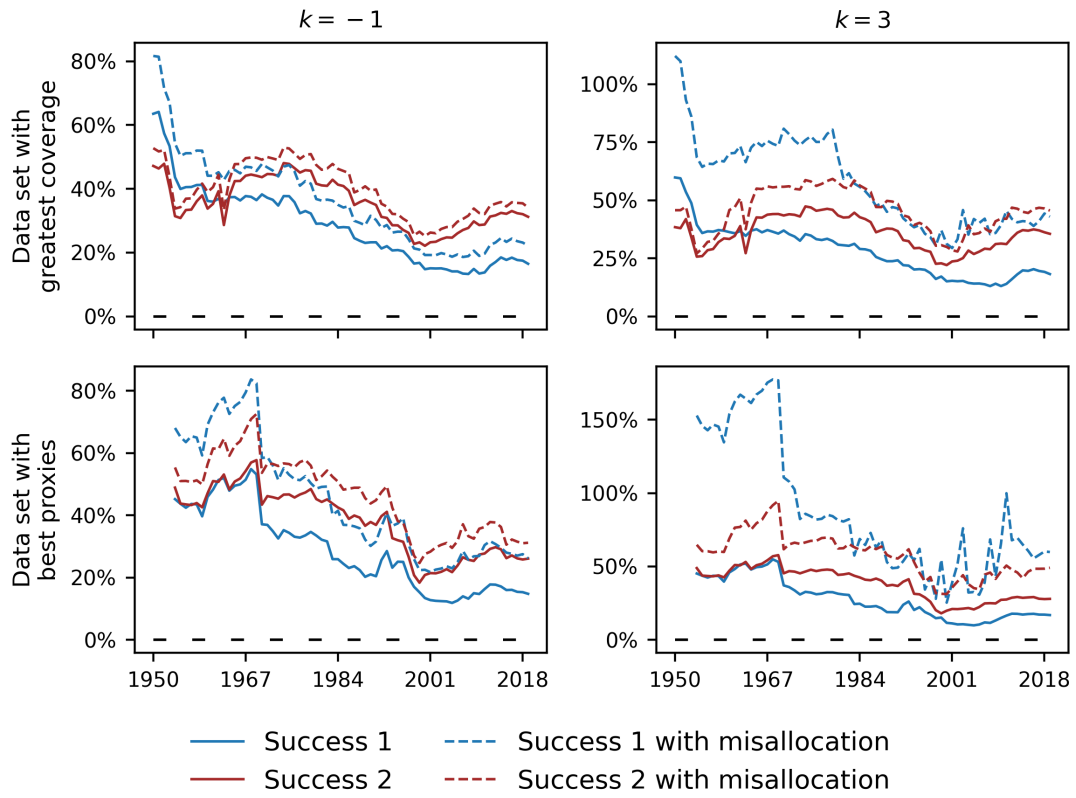 k = −1
k = 3
Data set with
greatest coverage
80%
60%
40%
20%
0%
100%
75%
50%
25%
0%
Data set with
best proxies
80%
60%
40%
20%
0%
150%
100%
50%
0%
1950 1967 1984 2001 2018
1950 1967 1984 2001 2018
Success 1
Success 1 with misallocation
Success 2
Success 2 with misallocation